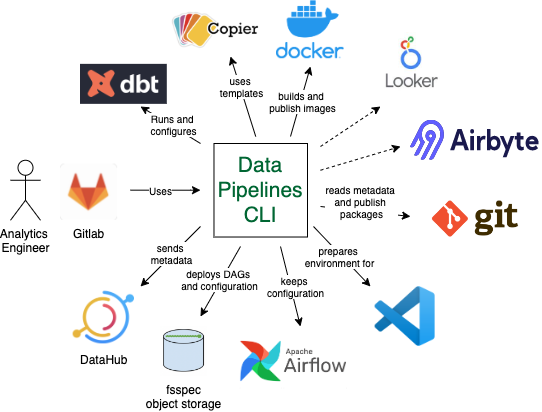 Copier
docker
Looker
dbt
uses
templates
builds and
publish images
Runs and
configures
Airbyte
Data
Pipelines
CLI
Uses
reads metadata
and publish
packages
git
Analytics
Engineer
Gitlab
sends
metadata
deploys DAGs
and configuration
keeps
configuration
prepares
environment for
DataHub
fsspec
object storage
Apache
Airflow